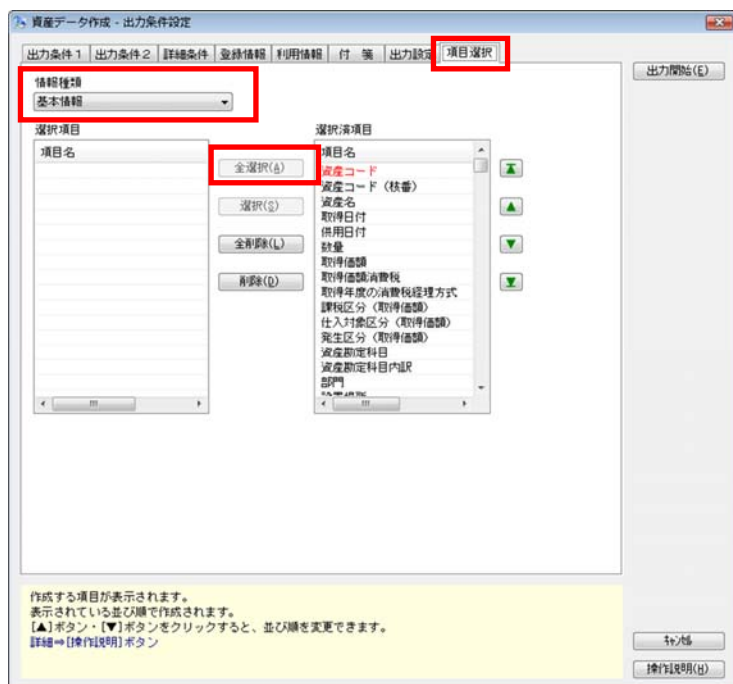 資産データ作成 - 出力条件設定
出力条件1 出力条件2 詳細条件 登録情報 利用情報 付 箋 出力設定 項目選択
出力開始(E)
情報種類
基本情報
選択項目
選択済項目
項目名
項目名
全選択(A)
選択(S)
全削除(L)
削除(D)
資産コード
資産コード（枝番）
資産名
取得日付
供用日付
数量
取得価額
取得価額消費税
取得年度の消費税経理方式
課税区分（取得価額）
仕入対象区分（取得価額）
発生区分（取得価額）
資産勘定科目
資産勘定科目内訳
部門
作成する項目が表示されます。
表示されている並び順で作成されます。
[▲]ボタン・[▼]ボタンをクリックすると、並び順を変更できます。
詳細⇒[操作説明]ボタン
ｷｬﾝｾﾙ
操作説明(H)